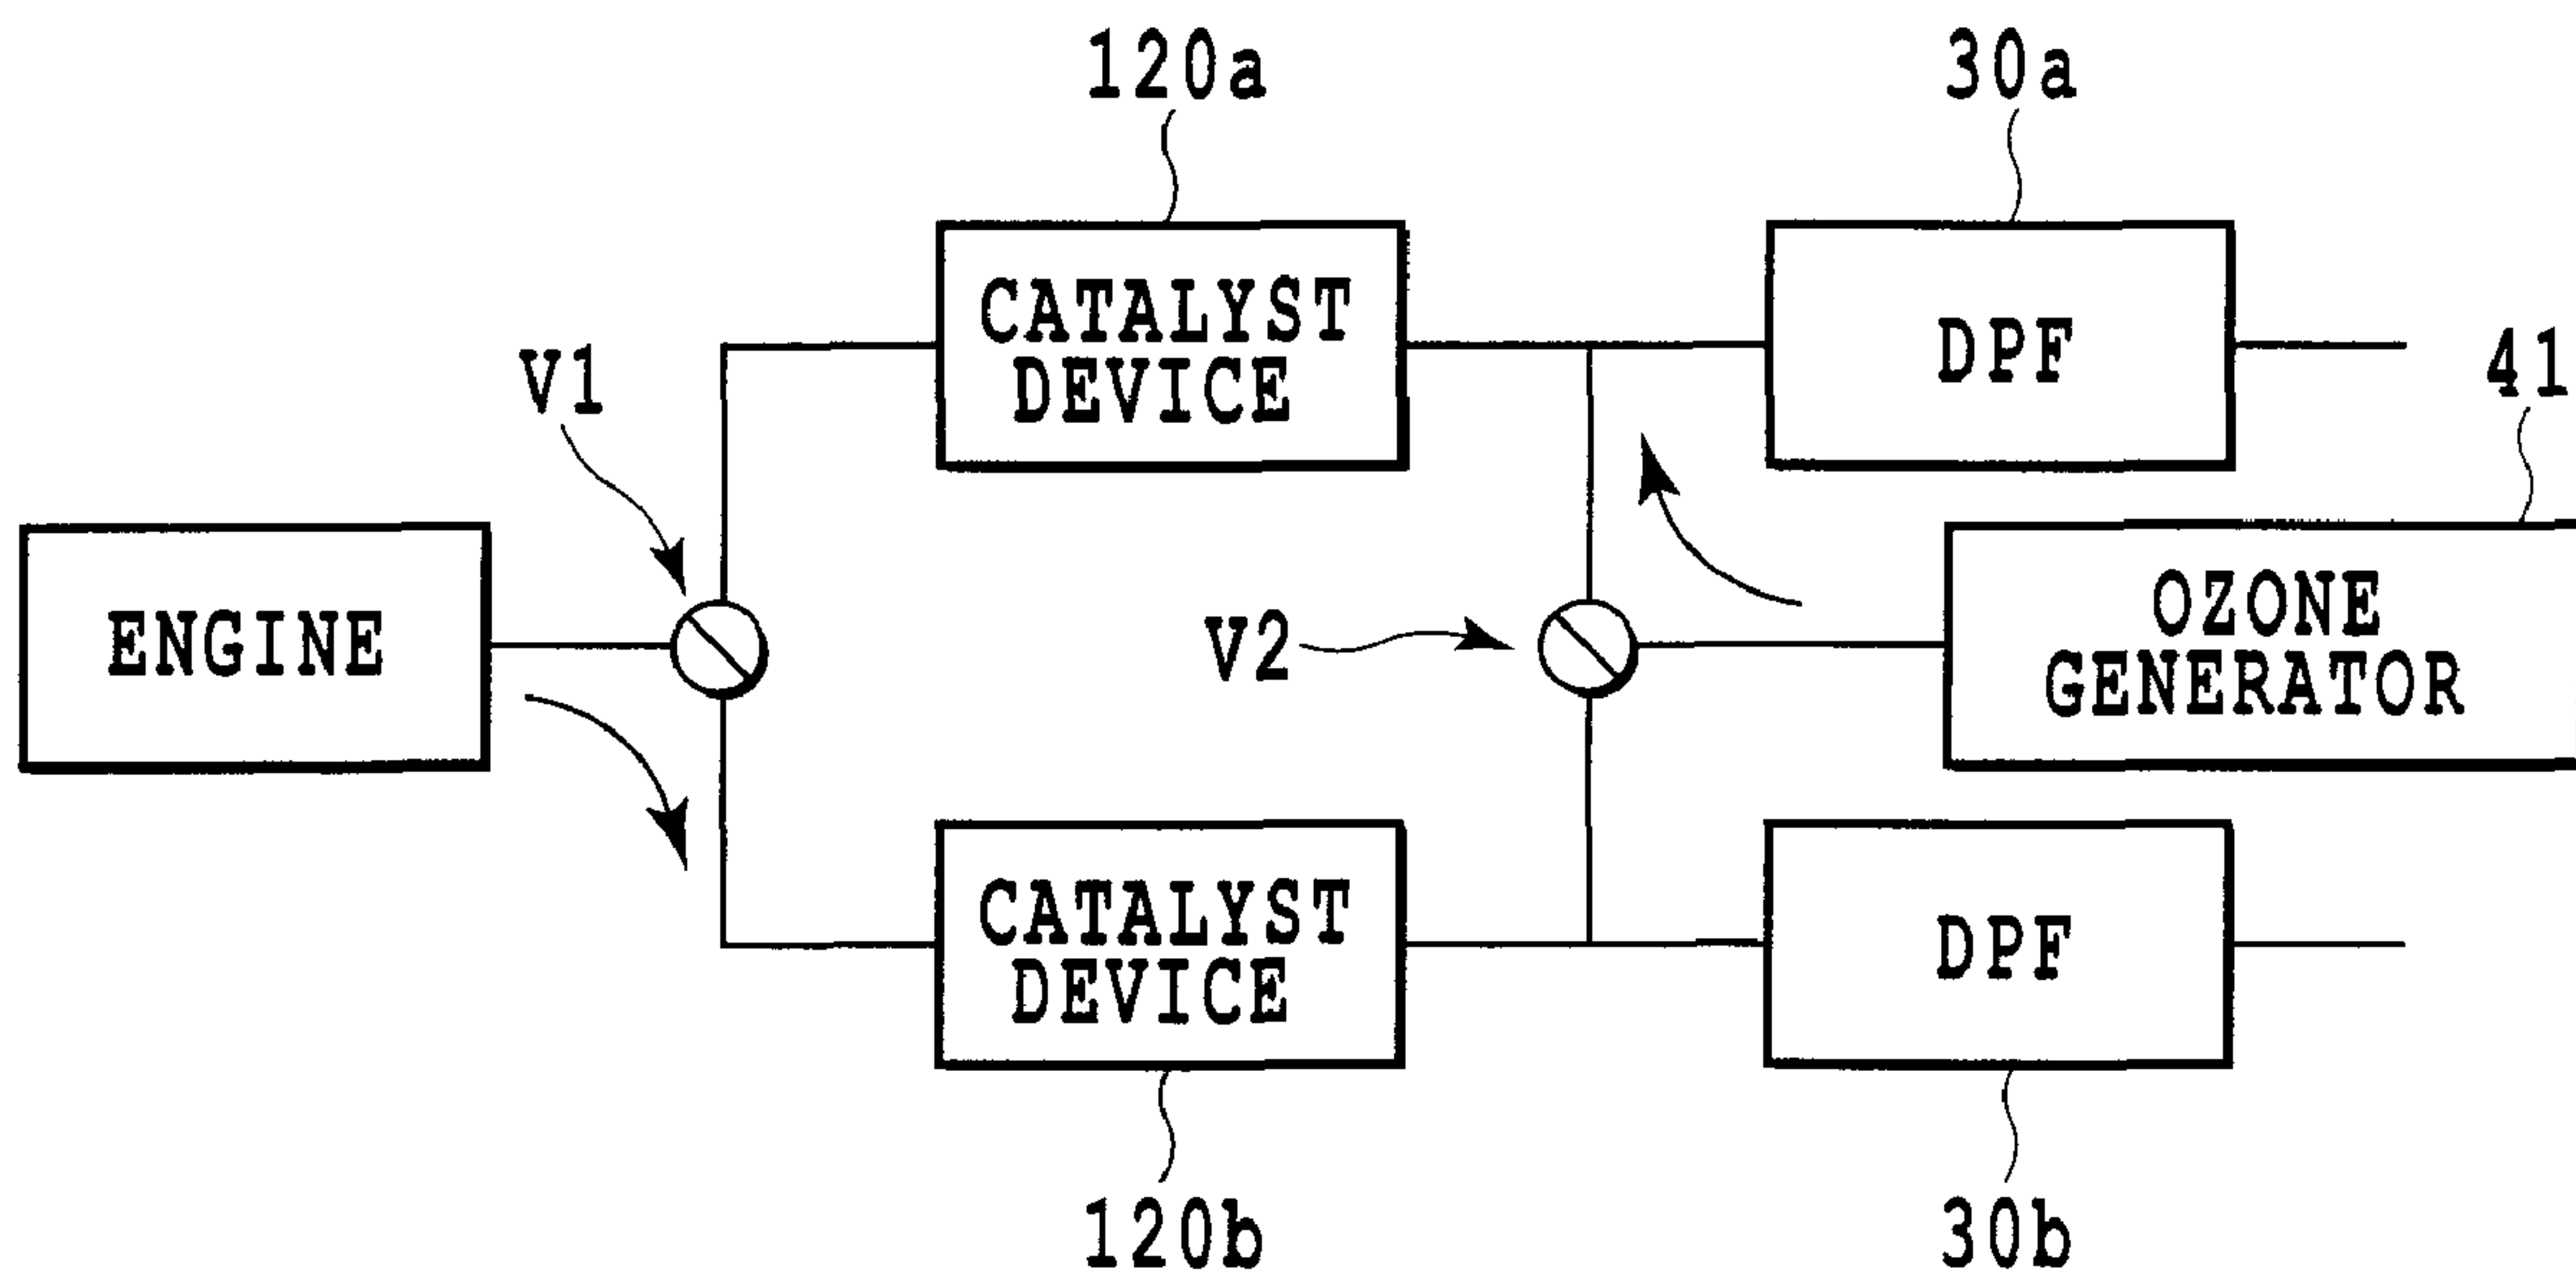 120a
30a
CATALYST
DEVICE
DPF
V1
41
ENGINE
V2
OZONE
GENERATOR
CATALYST
DEVICE
DPF
120b
30b